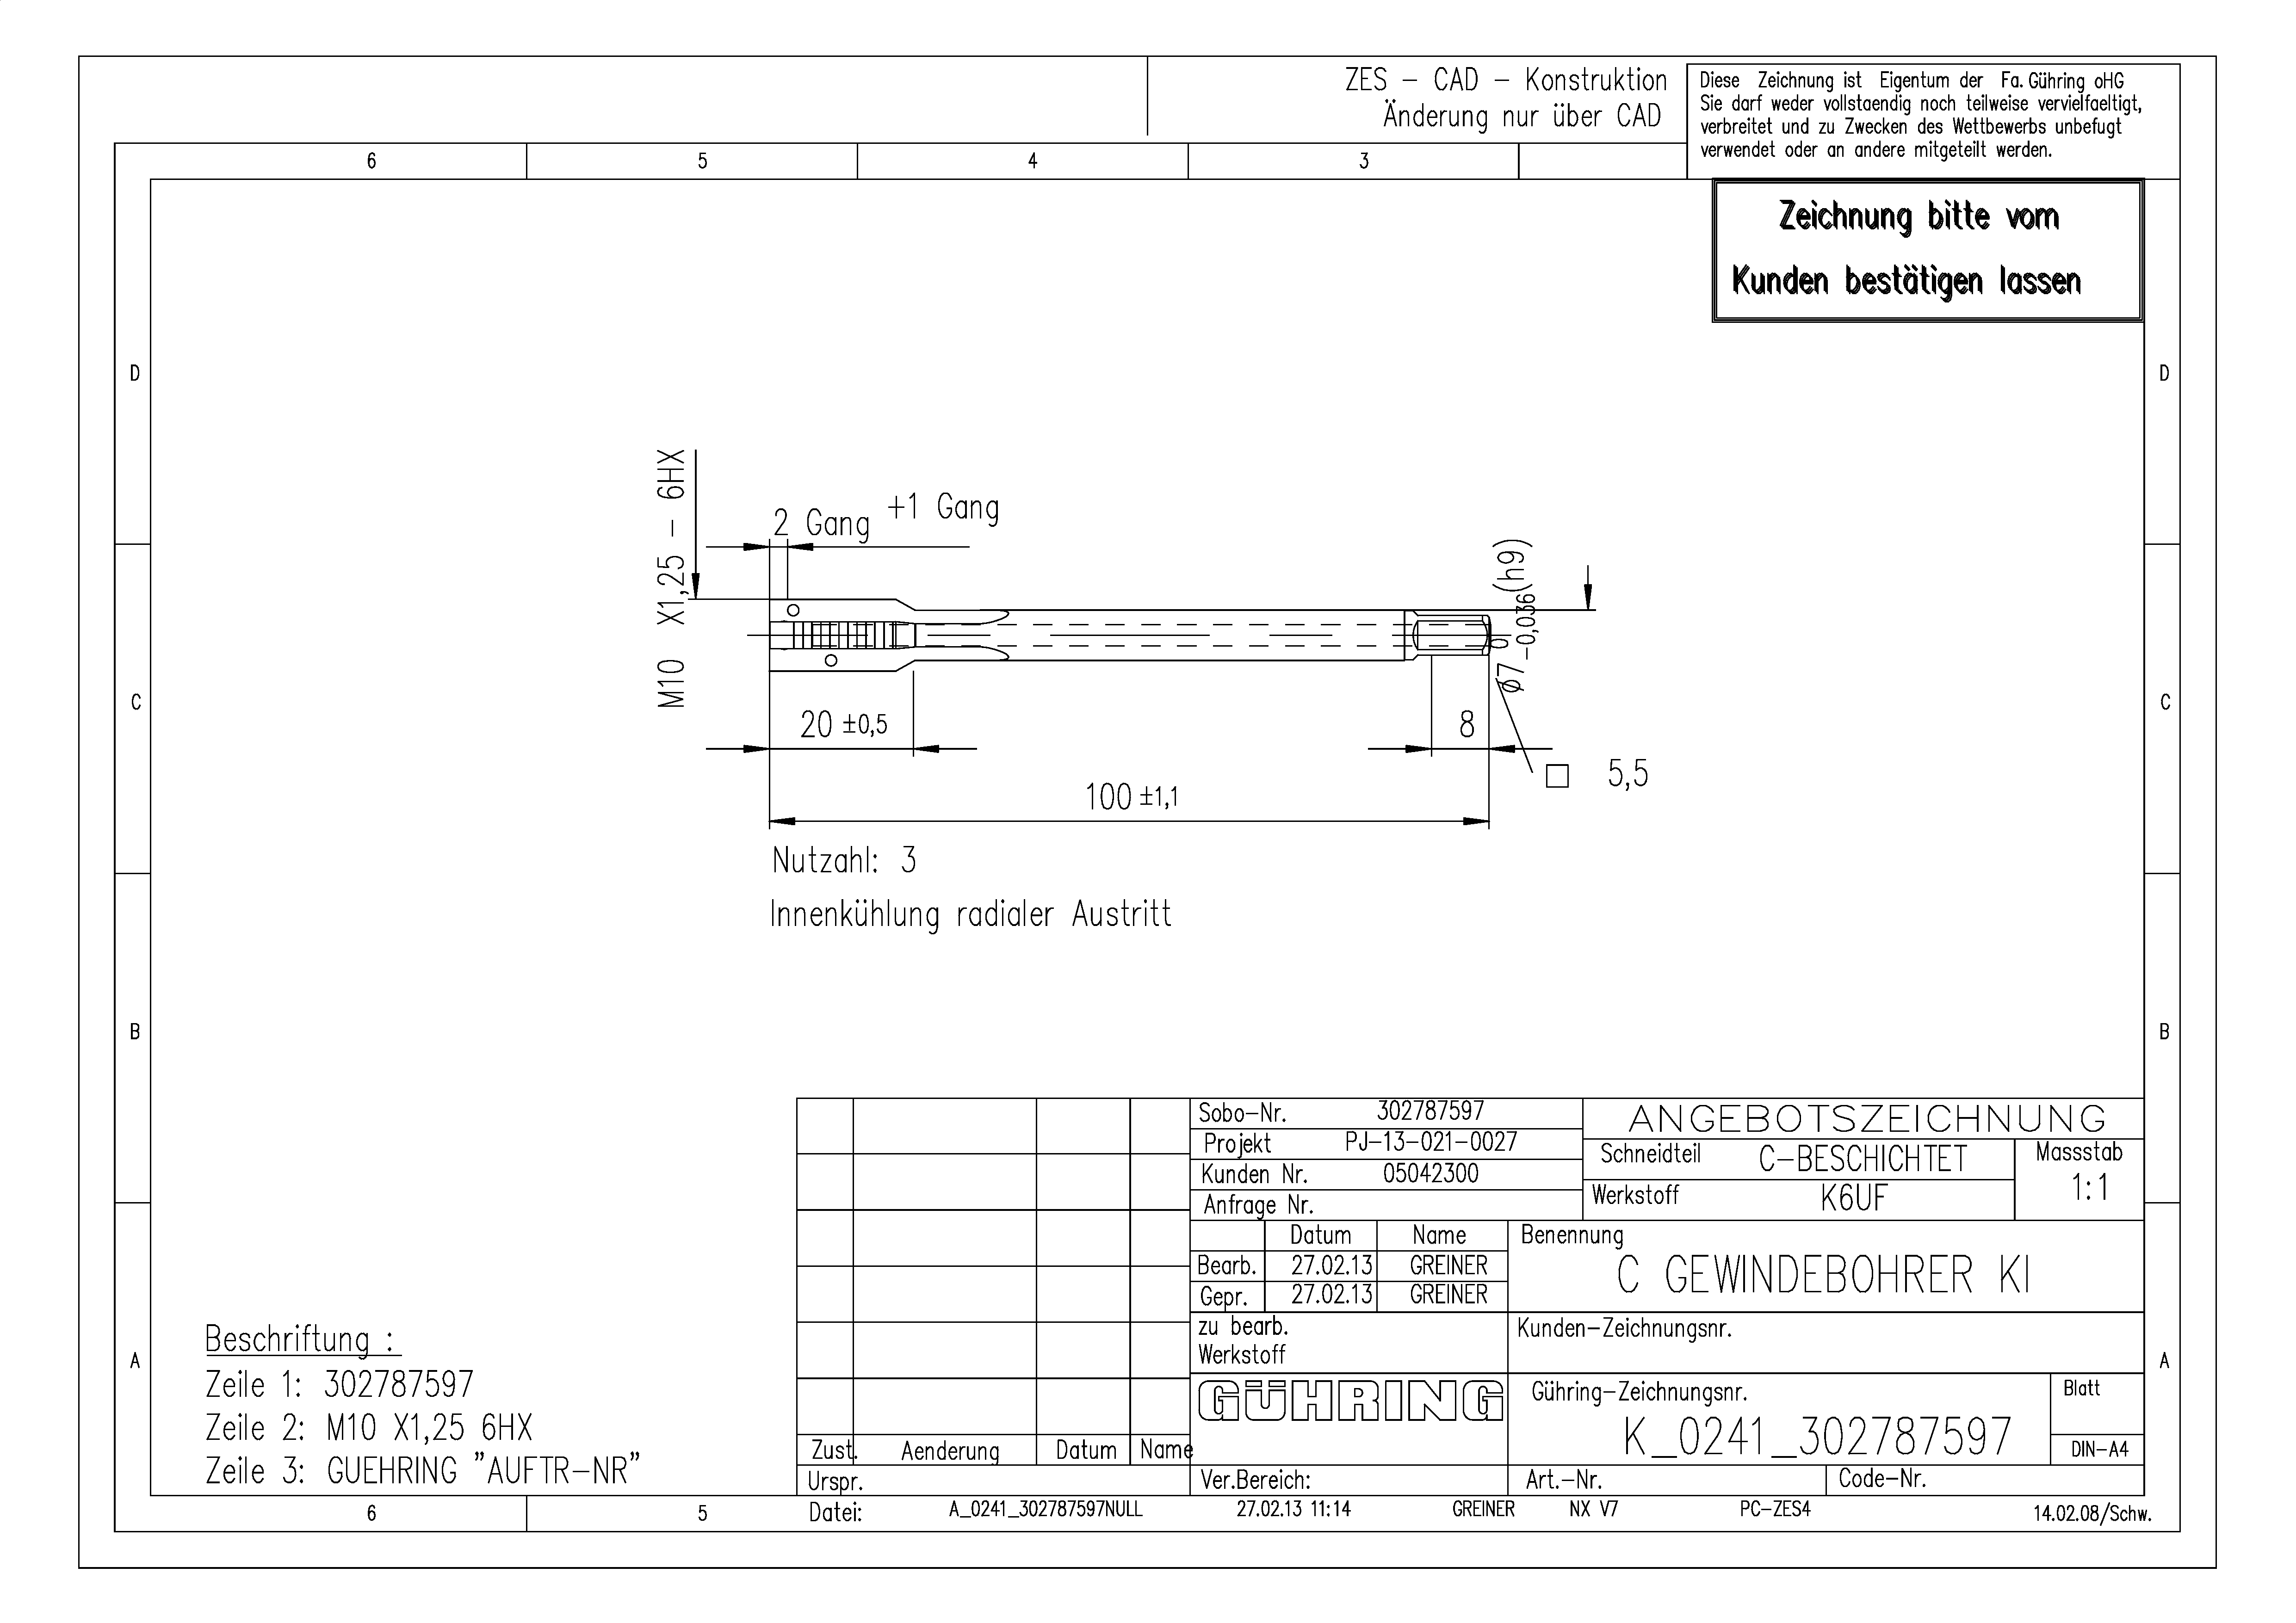 ZES – CAD – Konstruktion
Änderung nur über CAD
Diese Zeichnung ist Eigentum der Fa. Gühring oHG
Sie darf weder vollstaendig noch teilweise vervielfaeltigt,
verbreitet und zu Zwecken des Wettbewerbs unbefugt
verwendet oder an andere mitgeteilt werden.
6 5 4 3
Zeichnung bitte vom
Kunden bestätigen lassen
D D
M10 X1,25 – 6HX
2 Gang +1 Gang
ø7 0 –0,036 (h9)
C C
20 ±0,5
8
□ 5,5
100 ±1,1
Nutzahl: 3
Innenkühlung radialer Austritt
B B
Sobo–Nr. 302787597
Projekt PJ–13–021–0027
Kunden Nr. 05042300
Anfrage Nr.
ANGEBOTSZEICHNUNG
Schneidteil C–BESCHICHTET
Werkstoff K6UF
Massstab
1:1
Datum Name
Bearb. 27.02.13 GREINER
Gepr. 27.02.13 GREINER
Benennung
C GEWINDEBOHRER KI
zu bearb.
Werkstoff
Kunden–Zeichnungsnr.
A A
Beschriftung :
Zeile 1: 302787597
Zeile 2: M10 X1,25 6HX
Zeile 3: GUEHRING ”AUFTR–NR”
GÜHRING
Gühring–Zeichnungsnr.
K_0241_302787597
Blatt
DIN–A4
Zust. Aenderung Datum Name
Urspr.
Ver.Bereich:
Art.–Nr.
Code–Nr.
6 5
Datei: A_0241_302787597NULL 27.02.13 11:14 GREINER NX V7 PC–ZES4 14.02.08/Schw.